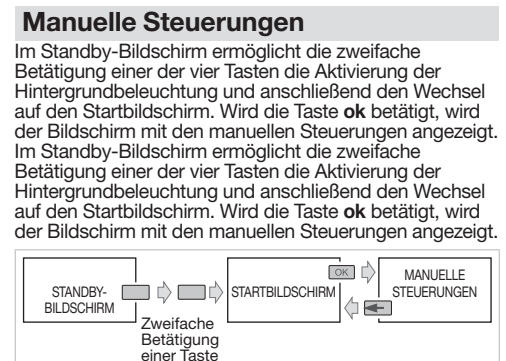 Manuelle Steuerungen
Im Standby-Bildschirm ermöglicht die zweifache
Betätigung einer der vier Tasten die Aktivierung der
Hintergrundbeleuchtung und anschließend den Wechsel
auf den Startbildschirm. Wird die Taste ok betätigt, wird
der Bildschirm mit den manuellen Steuerungen angezeigt.
Im Standby-Bildschirm ermöglicht die zweifache
Betätigung einer der vier Tasten die Aktivierung der
Hintergrundbeleuchtung und anschließend den Wechsel
auf den Startbildschirm. Wird die Taste ok betätigt, wird
der Bildschirm mit den manuellen Steuerungen angezeigt.
STANDBY-
BILDSCHIRM
Zweifache
Betätigung
einer Taste
STARTBILDSCHIRM
OK
MANUELLE
STEUERUNGEN